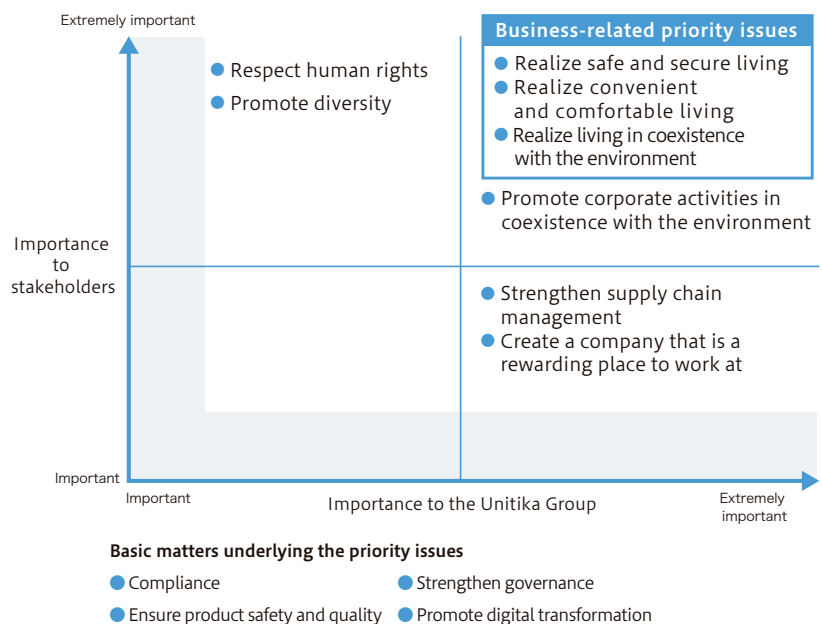 Extremely important
Business-related priority issues
Respect human rights
Promote diversity
Realize safe and secure living
Realize convenient
and comfortable living
Realize living in coexistence
with the environment
Promote corporate activities in
coexistence with the environment
Importance
to
stakeholders
Strengthen supply chain
management
Create a company that is a
rewarding place to work at
Important
Important
Importance to the Unitika Group
Extremely
important
Basic matters underlying the priority issues
Compliance
Strengthen governance
Ensure product safety and quality
Promote digital transformation